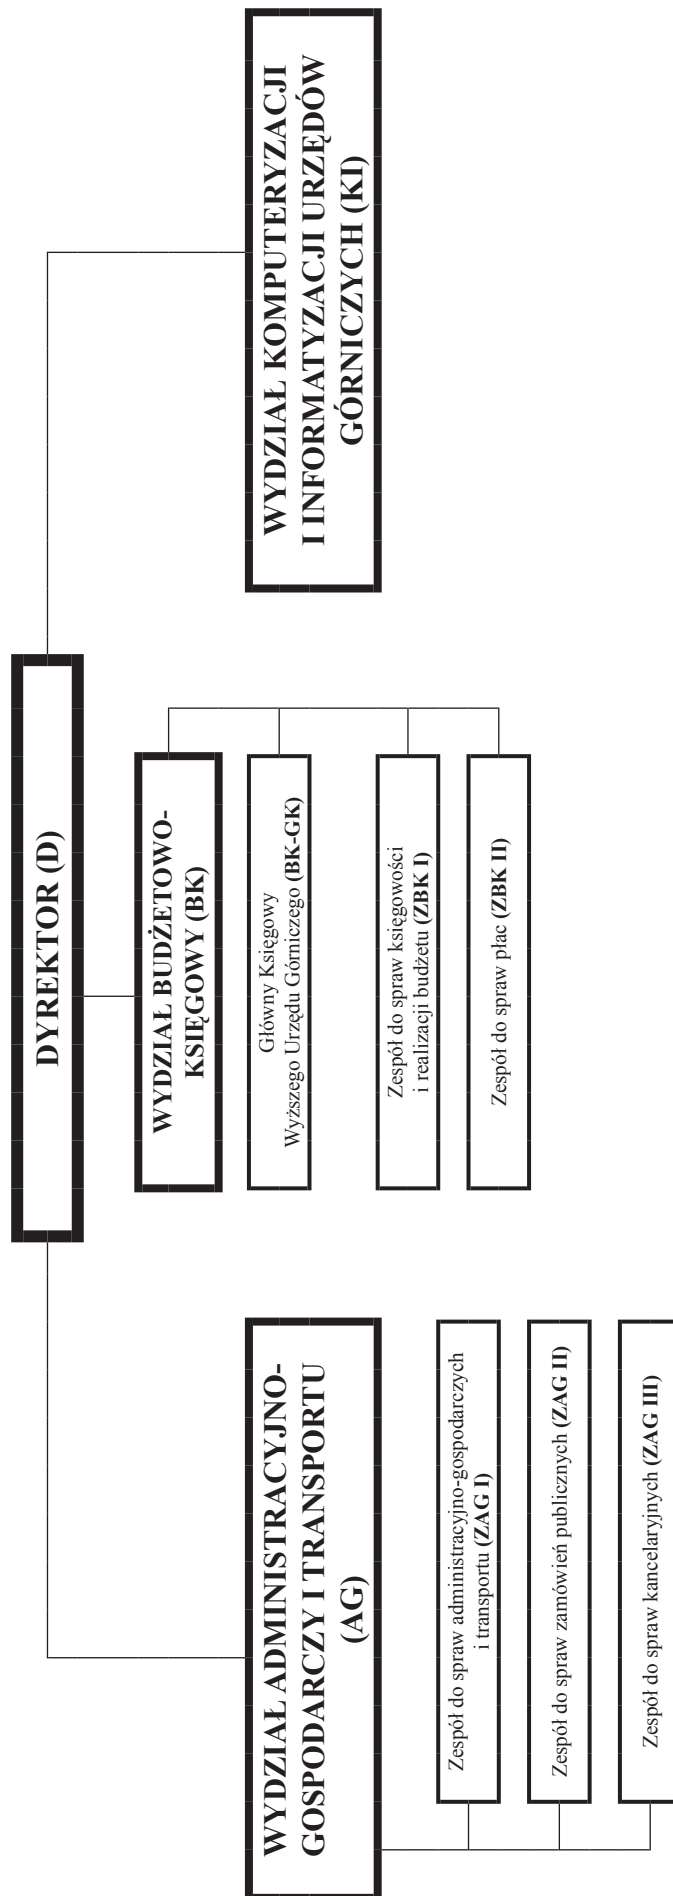 DYREKTOR (D)
WYDZIAŁ ADMINISTRACYJNO-
GOSPODARCZY I TRANSPORTU
(AG)
Zespół do spraw administracyjno-gospodarczych
i transportu (ZAG I)
Zespół do spraw zamówień publicznych (ZAG II)
Zespół do spraw kancelaryjnych (ZAG III)
WYDZIAŁ BUDŻETOWO-
KSIĘGOWY (BK)
Główny Księgowy
Wyższego Urzędu Górniczego (BK-GK)
Zespół do spraw księgowości
i realizacji budżetu (ZBK I)
Zespół do spraw płac (ZBK II)
WYDZIAŁ KOMPUTERYZACJI
I INFORMATYZACJI URZĘDÓW
GÓRNICZYCH (KI)